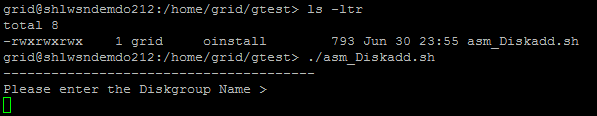 grid@shlwsndemdo212:/home/grid/gtest> ls -ltr
total 8
-rwxrwxrwx    1 grid     oinstall        793 Jun 30 23:55 asm_Diskadd.sh
grid@shlwsndemdo212:/home/grid/gtest> ./asm_Diskadd.sh
---------------------------------------
Please enter the Diskgroup Name >